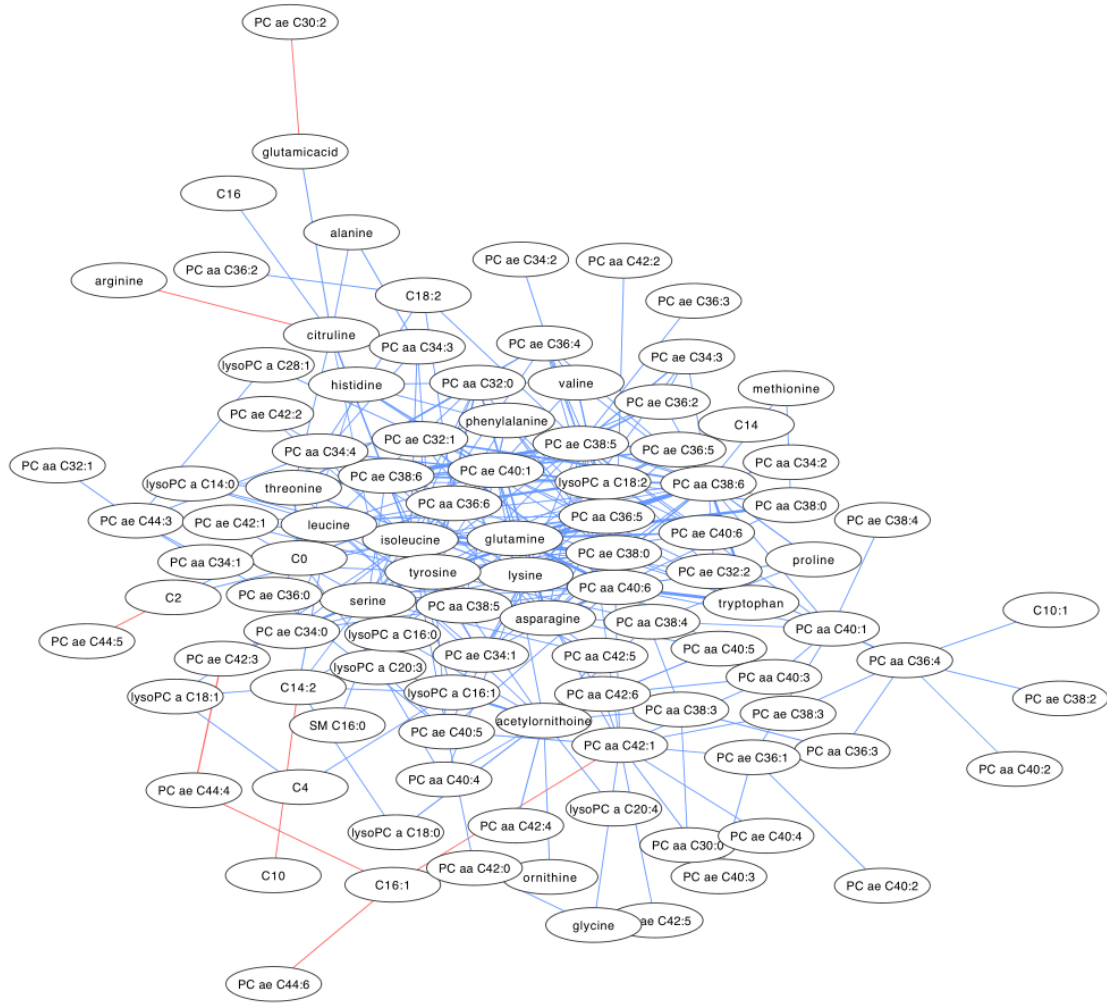 PC ae C30:2
glutamicacid
C16
alanine
PC ae C34:2
PC aa C42:2
PC aa C36:2
arginine
C18:2
PC ae C36:3
citruline
PC aa C34:3
PC ae C36:4
PC ae C34:3
lysoPC a C28:1
histidine
PC aa C32:0
valine
methionine
PC ae C36:2
PC ae C42:2
phenylalanine
C14
PC ae C32:1
PC ae C38:5
PC aa C34:4
PC ae C36:5
PC aa C34:2
PC aa C32:1
PC ae C38:6
PC ae C40:1
lysoPC a C14:0
threonine
lysoPC a C18:2
PC aa C38:6
PC aa C36:6
PC aa C38:0
PC ae C44:3
PC ae C42:1
leucine
PC aa C36:5
PC ae C38:4
isoleucine
glutamine
PC ae C40:6
PC aa C34:1
C0
PC ae C38:0
proline
tyrosine
lysine
PC ae C32:2
C2
PC ae C36:0
serine
PC aa C40:6
tryptophan
PC aa C38:5
C10:1
asparagine
PC aa C38:4
PC aa C40:1
PC ae C44:5
PC ae C34:0
lysoPC a C16:0
PC ae C34:1
PC aa C42:5
PC aa C40:5
PC ae C42:3
lysoPC a C20:3
PC aa C36:4
PC aa C40:3
lysoPC a C18:1
C14:2
lysoPC a C16:1
PC aa C42:6
PC ae C38:2
PC aa C38:3
PC ae C38:3
SM C16:0
acetylornithoine
PC ae C40:5
PC aa C42:1
PC ae C36:1
PC aa C36:3
PC aa C40:2
PC ae C44:4
C4
PC aa C40:4
lysoPC a C20:4
lysoPC a C18:0
PC aa C42:4
PC aa C30:0
PC ae C40:4
C10
C16:1
PC aa C42:0
ornithine
PC ae C40:3
PC ae C40:2
glycine
ae C42:5
PC ae C44:6